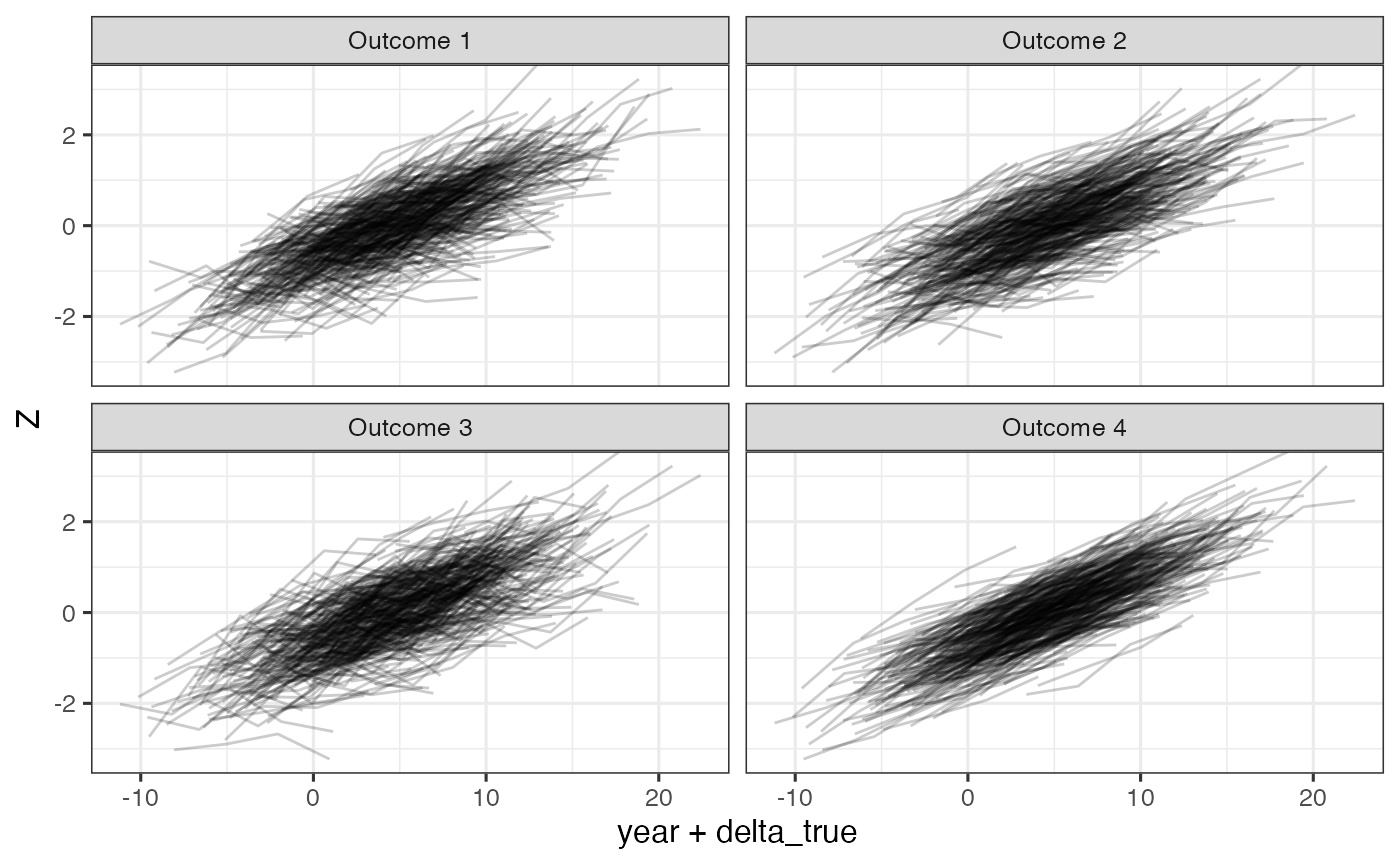 Outcome 1
Outcome 2
2
0
-2
Z
Outcome 3
Outcome 4
2
0
-2
-10 0 10 20
-10 0 10 20
year + delta_true